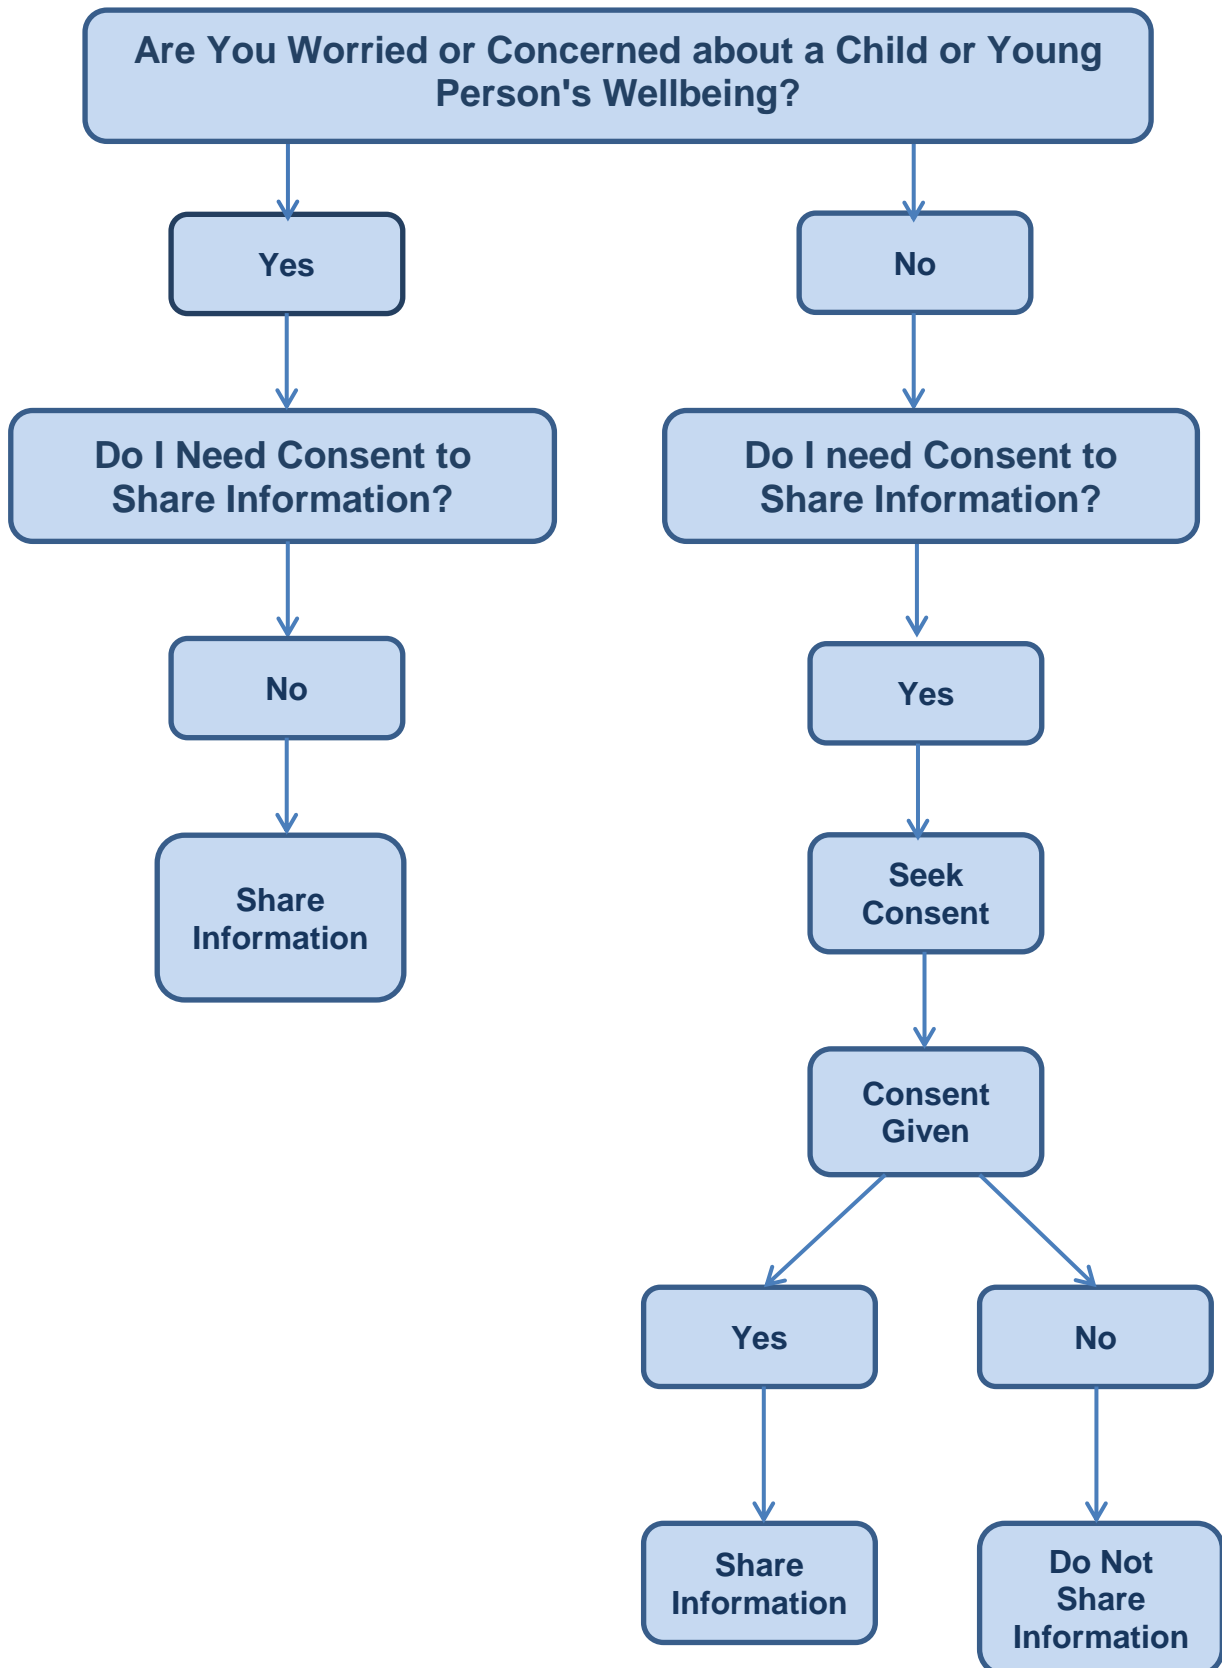 Are You Worried or Concerned about a Child or Young
Person's Wellbeing?
Yes
No
Do I Need Consent to
Share Information?
Do I need Consent to
Share Information?
No
Yes
Share
Information
Seek
Consent
Consent
Given
Yes
No
Share
Information
Do Not
Share
Information